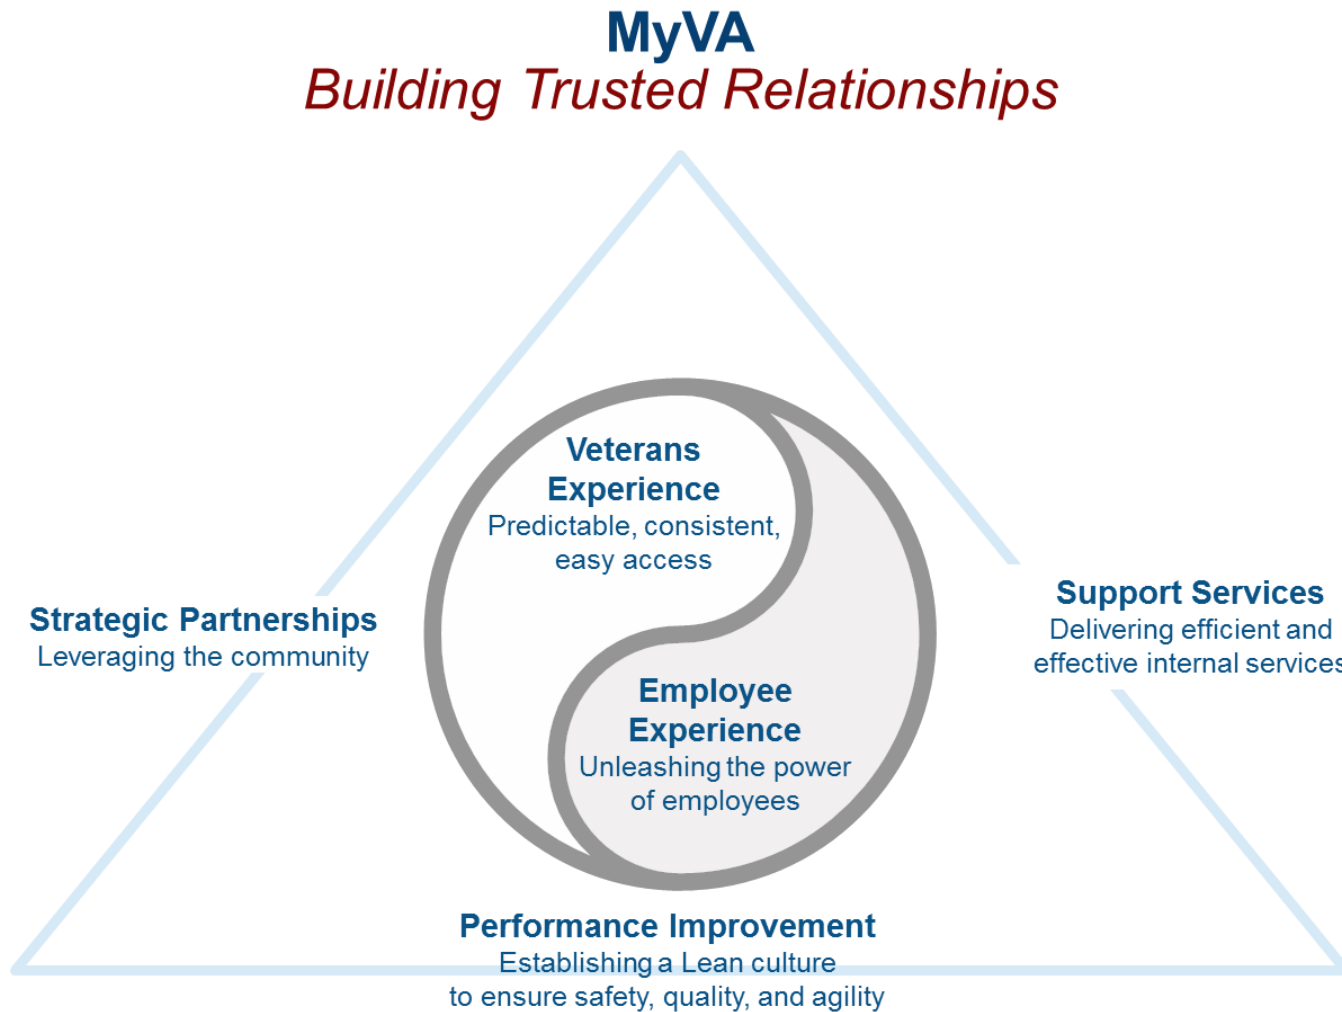 MyVA
Building Trusted Relationships
Veterans
Experience
Predictable, consistent,
easy access
Strategic Partnerships
Leveraging the community
Support Services
Delivering efficient and
effective internal services
Employee
Experience
Unleashing the power
of employees
Performance Improvement
Establishing a Lean culture
to ensure safety, quality, and agility